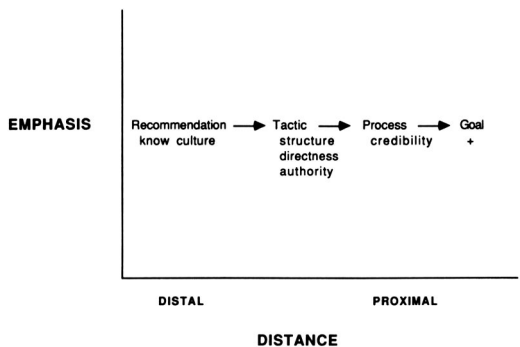 EMPHASIS
Recommendation → Tactic → Process → Goal
know culture structure credibility +
directness
authority
DISTAL PROXIMAL
DISTANCE